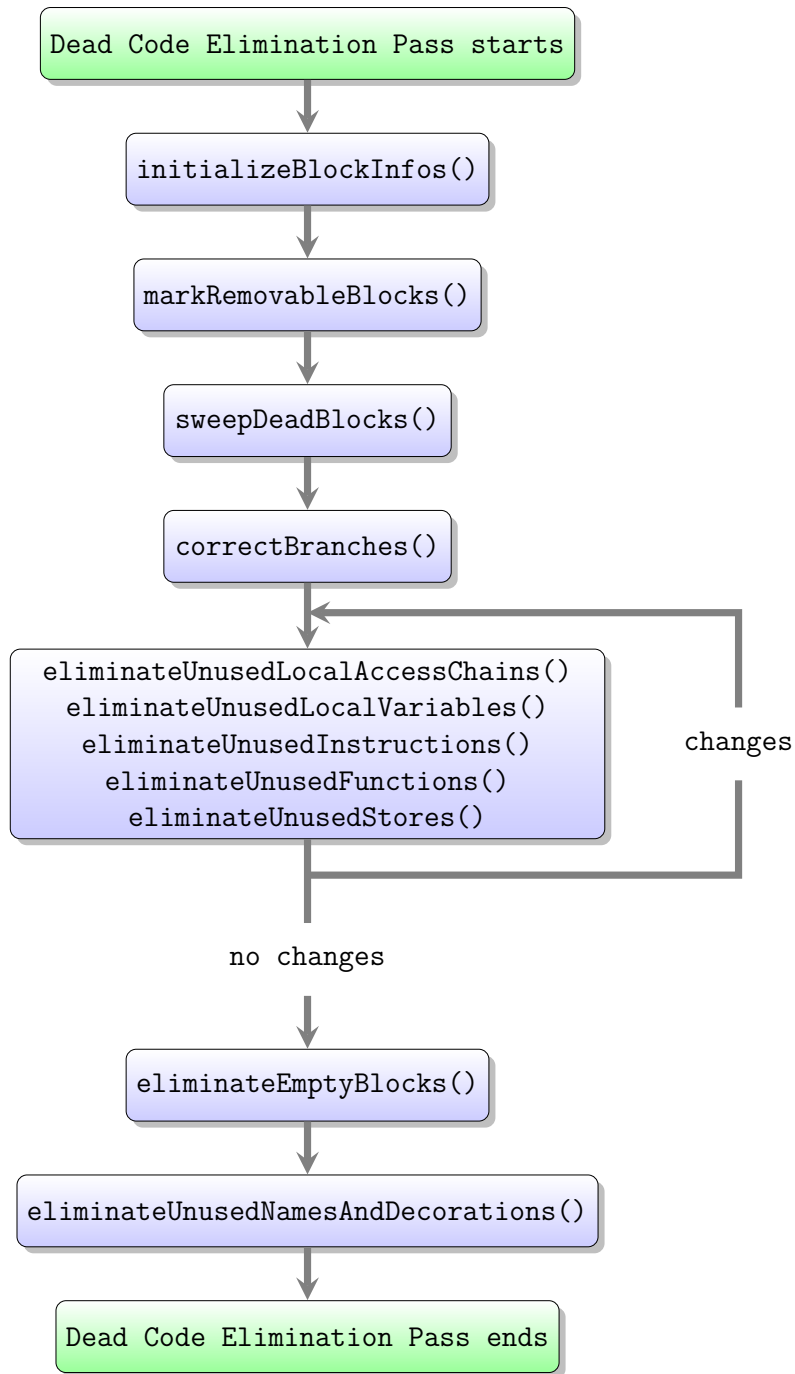 Dead Code Elimination Pass starts
initializeBlockInfos()
markRemovableBlocks()
sweepDeadBlocks()
correctBranches()
eliminateUnusedLocalAccessChains()
eliminateUnusedLocalVariables()
eliminateUnusedInstructions()
eliminateUnusedFunctions()
eliminateUnusedStores()
changes
no changes
eliminateEmptyBlocks()
eliminateUnusedNamesAndDecorations()
Dead Code Elimination Pass ends